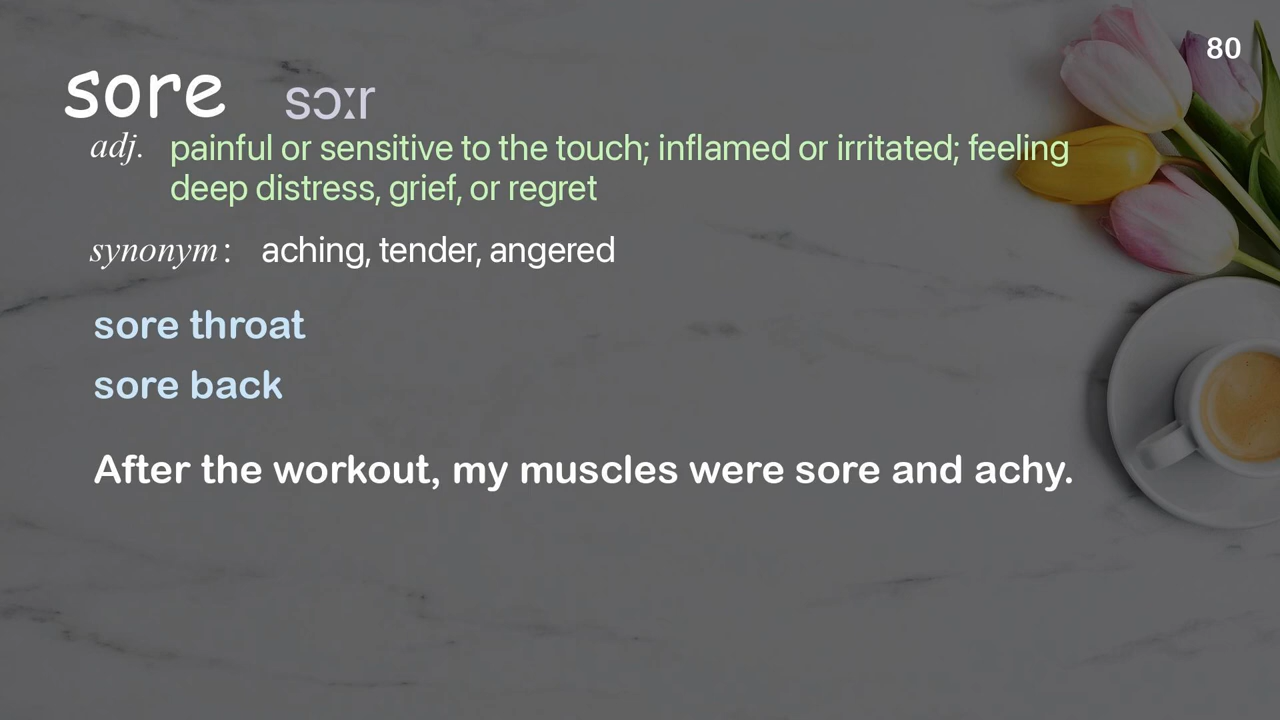 80
sore sɔːr
adj. painful or sensitive to the touch; inflamed or irritated; feeling
deep distress, grief, or regret
synonym : aching, tender, angered
sore throat
sore back
After the workout, my muscles were sore and achy.